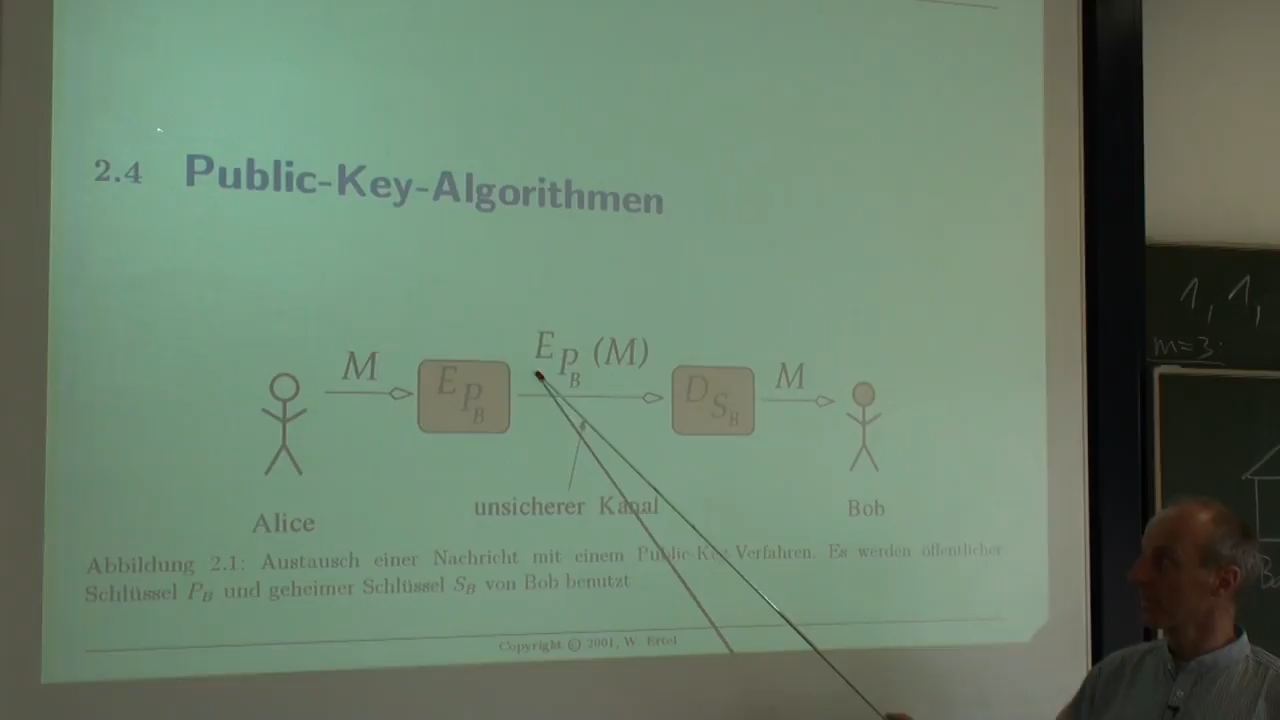 2.4 Public-Key-Algorithmen
M E_{P_B} E_{P_B} (M) D_{S_B} M
unsicherer Kanal
Alice Bob
Abbildung 2.1: Austausch einer Nachricht mit einem Public-Key Verfahren. Es werden öffentlicher
Schlüssel P_B und geheimer Schlüssel S_B von Bob benutzt
Copyright © 2001, W. Ertel
1, 1,
m=3: